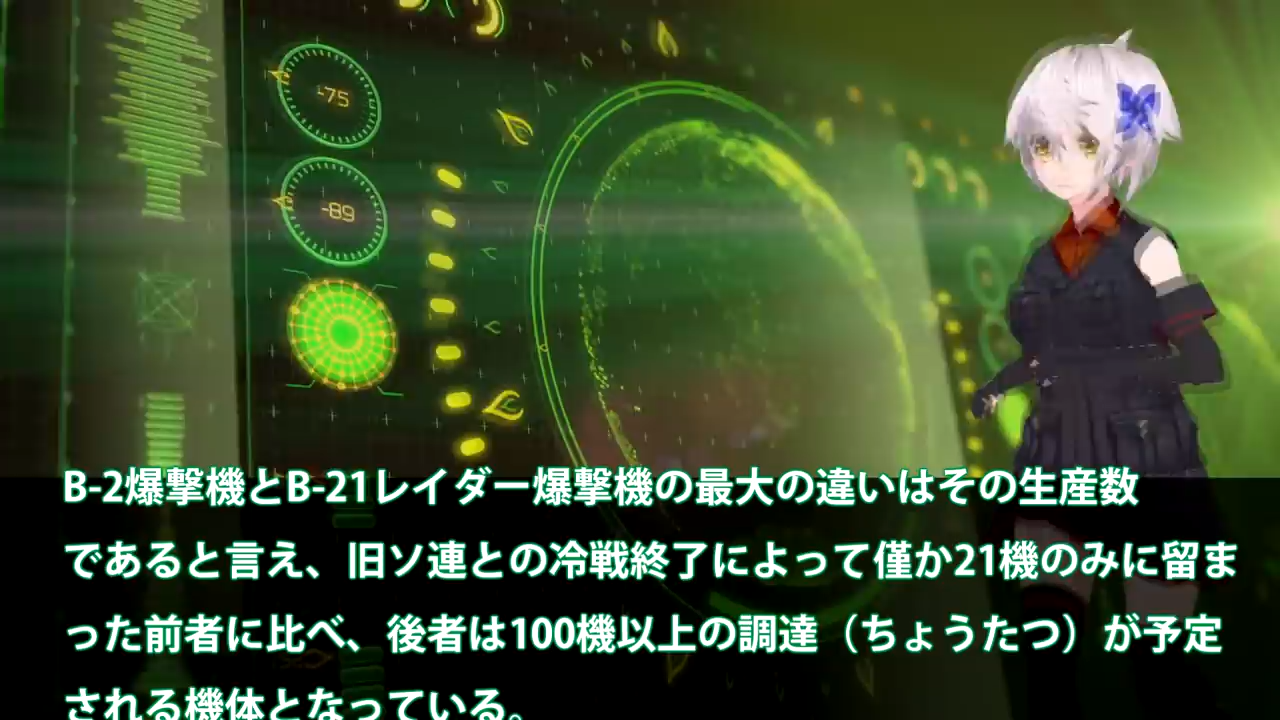 -75
-89
B-2爆撃機とB-21レイダー爆撃機の最大の違いはその生産数
であると言え、旧ソ連との冷戦終了によって僅か21機のみに留ま
った前者に比べ、後者は100機以上の調達（ちょうたつ）が予定
される機体となっている。